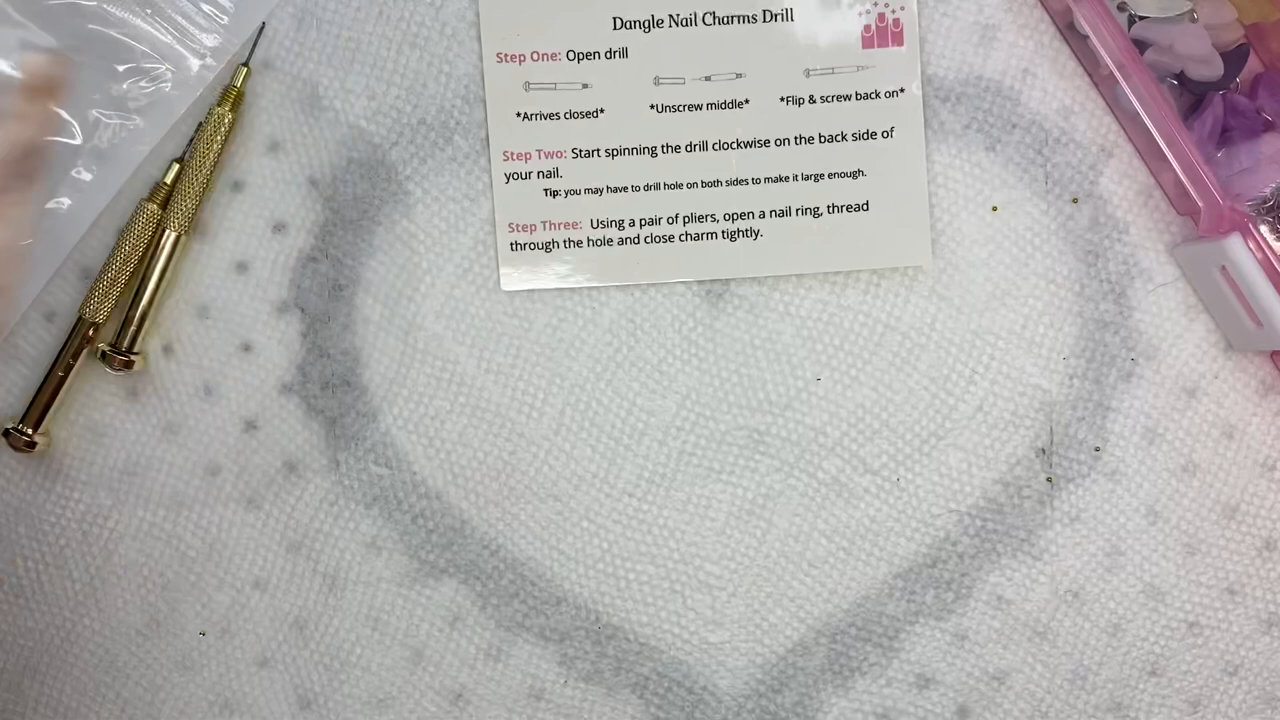 Dangle Nail Charms Drill
Step One: Open drill
*Arrives closed* *Unscrew middle* *Flip & screw back on*
Step Two: Start spinning the drill clockwise on the back side of
your nail.
Tip: you may have to drill hole on both sides to make it large enough.
Step Three: Using a pair of pliers, open a nail ring, thread
through the hole and close charm tightly.